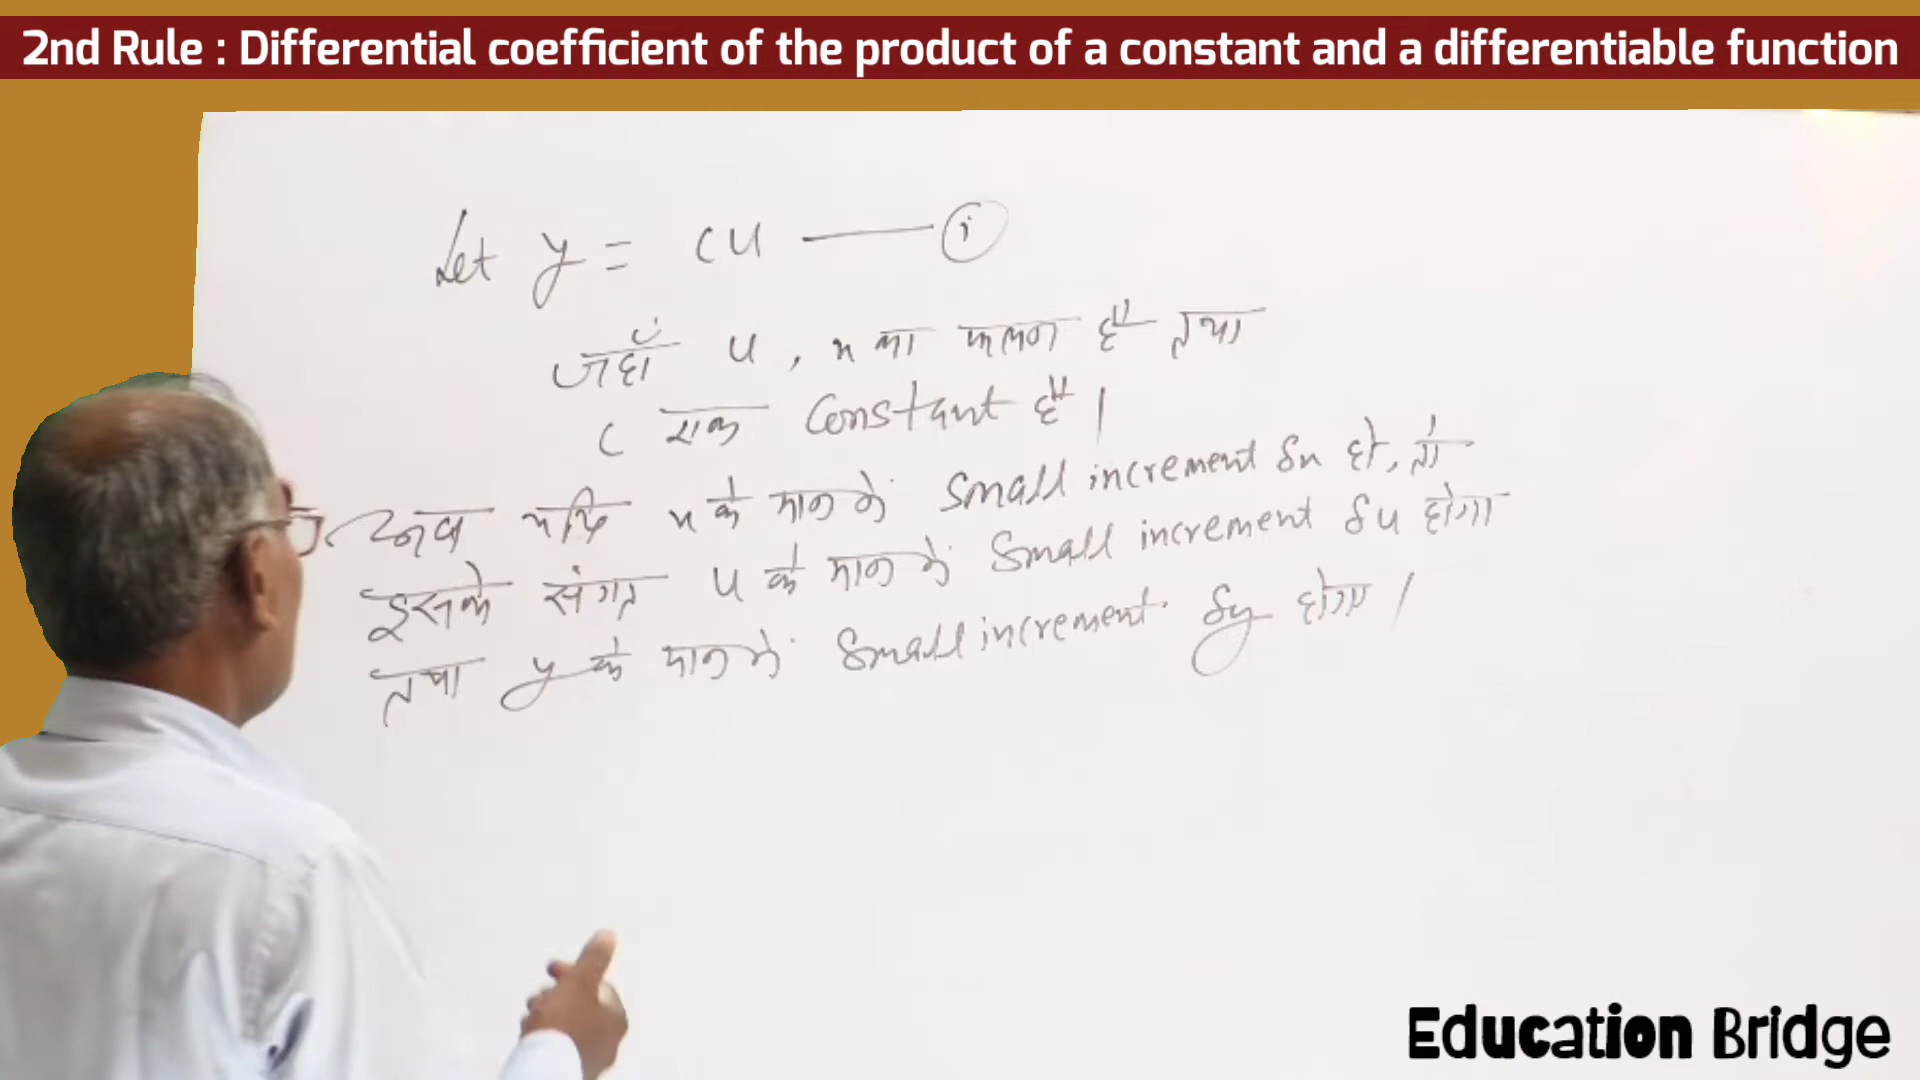 2nd Rule : Differential coefficient of the product of a constant and a differentiable function
Let y = cu —— (i)
जहाँ u, x का फलन है तथा
c एक Constant है।
अब यदि x के मान में Small increment δx हो, तो
इसके संगत u के मान में Small increment δu होगा
तथा y के मान में Small increment δy होगा।
Education Bridge